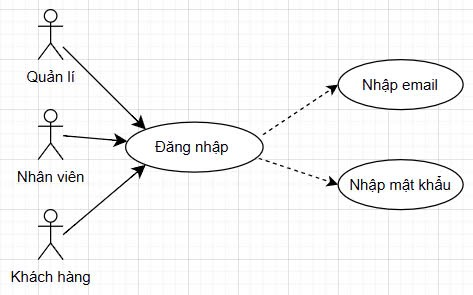 Quản lí
Nhập email
Đăng nhập
Nhân viên
Nhập mật khẩu
Khách hàng